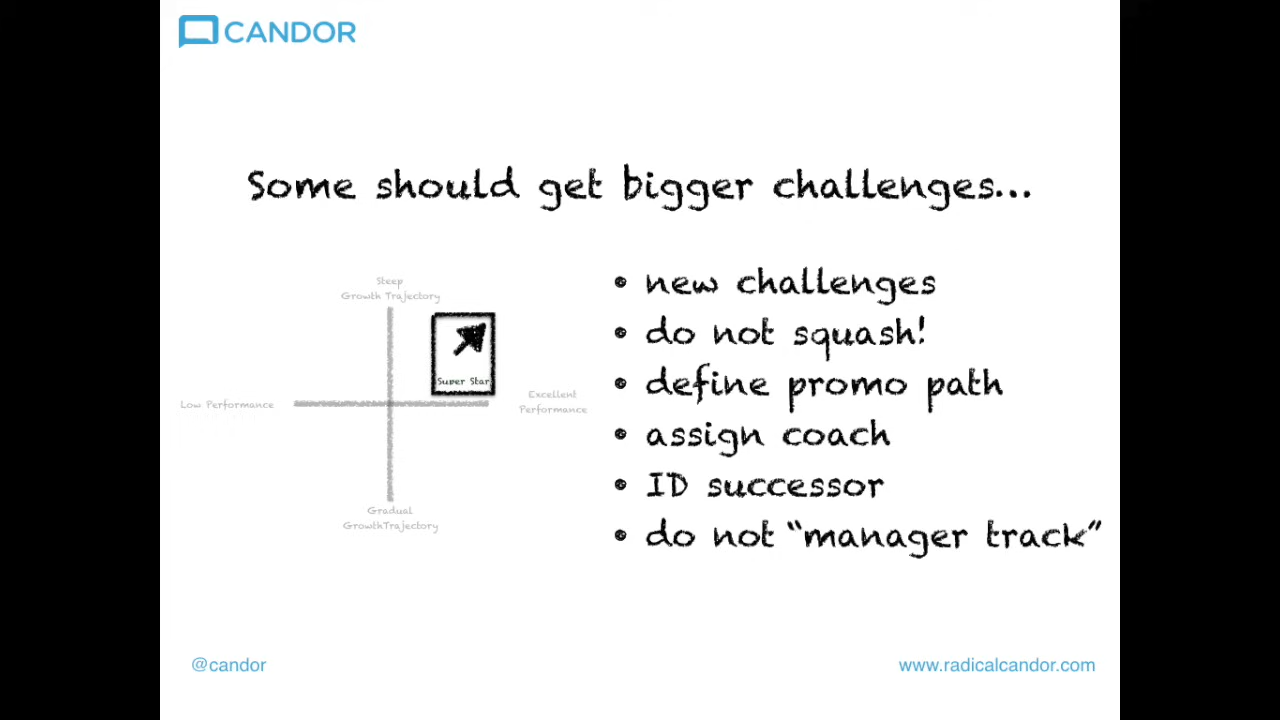 CANDOR
Some should get bigger challenges...
Steep
Growth Trajectory
Super Star
Low Performance
Excellent
Performance
Gradual
GrowthTrajectory
• new challenges
• do not squash!
• define promo path
• assign coach
• ID successor
• do not “manager track”
@candor
www.radicalcandor.com